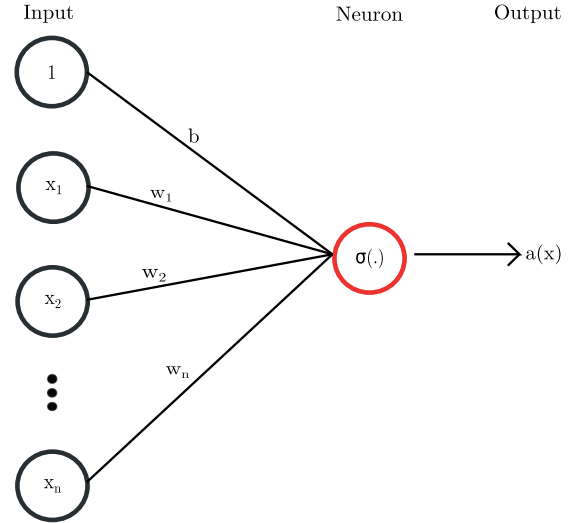 Input Neuron Output
1
b
x₁
w₁
w₂
σ(.)
a(x)
x₂
wₙ
xₙ